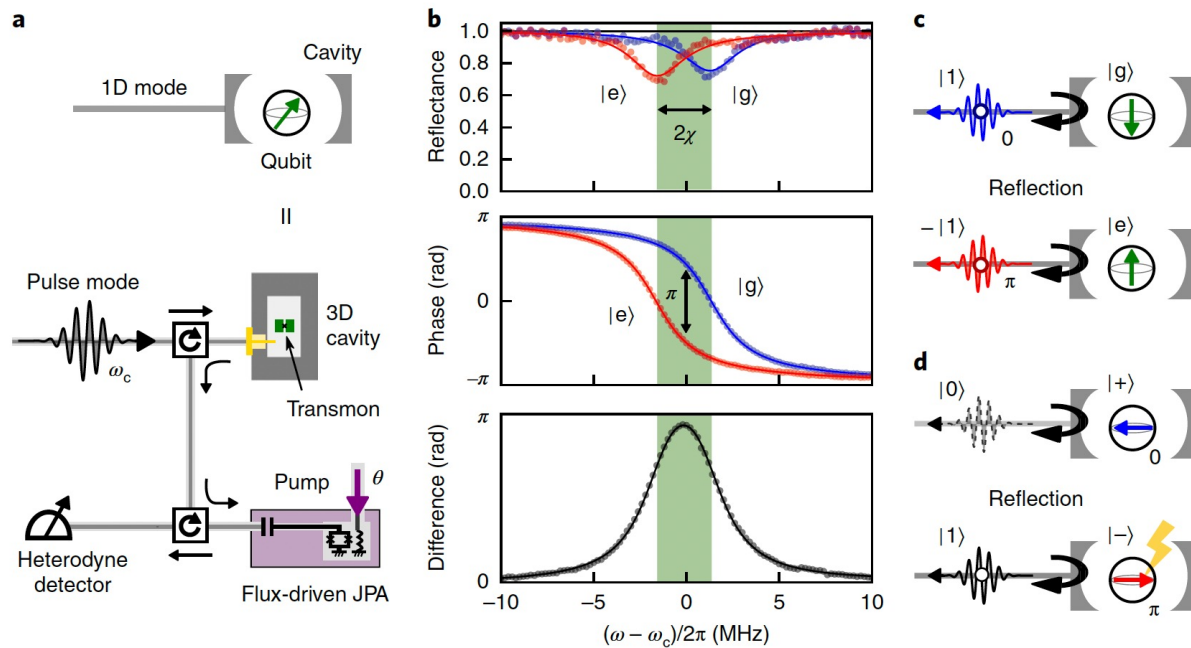 a
Cavity
1D mode
Qubit
=
Pulse mode
ω_c
3D
cavity
Transmon
Pump
θ
Heterodyne
detector
Flux-driven JPA
b
1.0
0.8
0.6
0.4
0.2
0.0
Reflectance
|e⟩
|g⟩
2χ
π
0
−π
Phase (rad)
π
|g⟩
|e⟩
π
0
Difference (rad)
−10
−5
0
5
10
(ω − ω_c)/2π (MHz)
c
|1⟩
|g⟩
0
Reflection
−|1⟩
|e⟩
π
d
|0⟩
|+⟩
0
Reflection
|1⟩
|−⟩
π